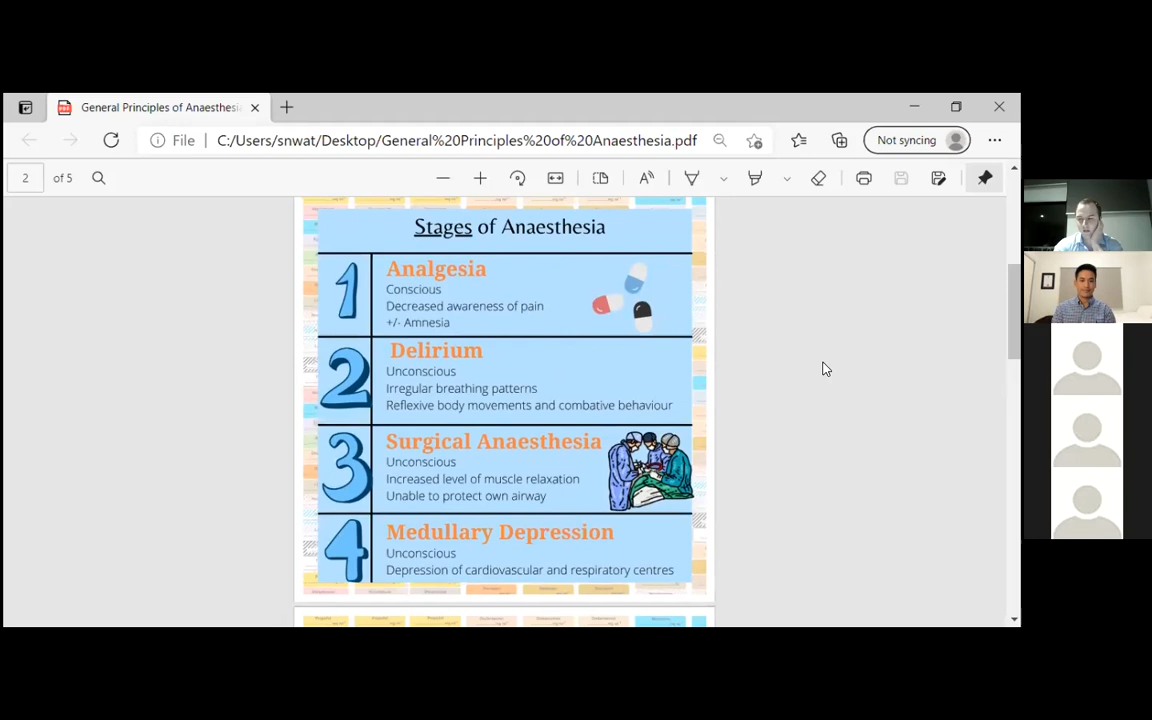 General Principles of Anaesthesi
File
C:/Users/snwat/Desktop/General%20Principles%20of%20Anaesthesia.pdf
Not syncing
2 of 5
Stages of Anaesthesia
1
Analgesia
Conscious
Decreased awareness of pain
+/- Amnesia
2
Delirium
Unconscious
Irregular breathing patterns
Reflexive body movements and combative behaviour
3
Surgical Anaesthesia
Unconscious
Increased level of muscle relaxation
Unable to protect own airway
4
Medullary Depression
Unconscious
Depression of cardiovascular and respiratory centres